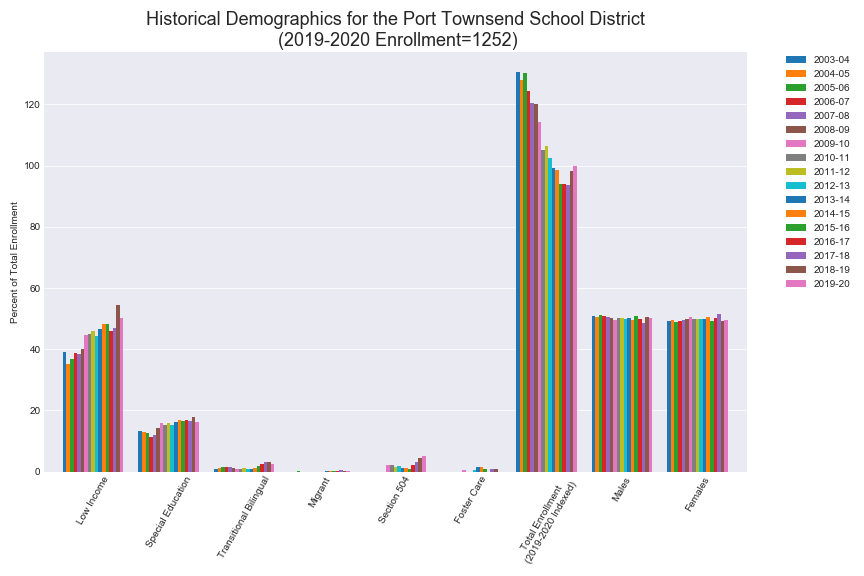 Historical Demographics for the Port Townsend School District
(2019-2020 Enrollment=1252)
Percent of Total Enrollment
120
100
80
60
40
20
0
Low Income
Special Education
Transitional Bilingual
Migrant
Section 504
Foster Care
Total Enrollment
(2019-2020 Indexed)
Males
Females
2003-04
2004-05
2005-06
2006-07
2007-08
2008-09
2009-10
2010-11
2011-12
2012-13
2013-14
2014-15
2015-16
2016-17
2017-18
2018-19
2019-20